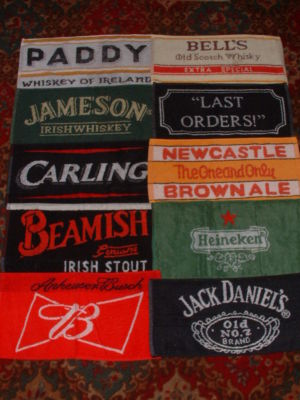 PADDY
WHISKEY OF IRELAND
BELL'S
Old Scotch Whisky
EXTRA SPECIAL
JAMESON
IRISH WHISKEY
"LAST
ORDERS!"
CARLING
NEWCASTLE
The One and Only
BROWN ALE
BEAMISH
Genuine
IRISH STOUT
Heineken
Anheuser Busch
B
JACK DANIEL'S
Old
NO. 7
BRAND